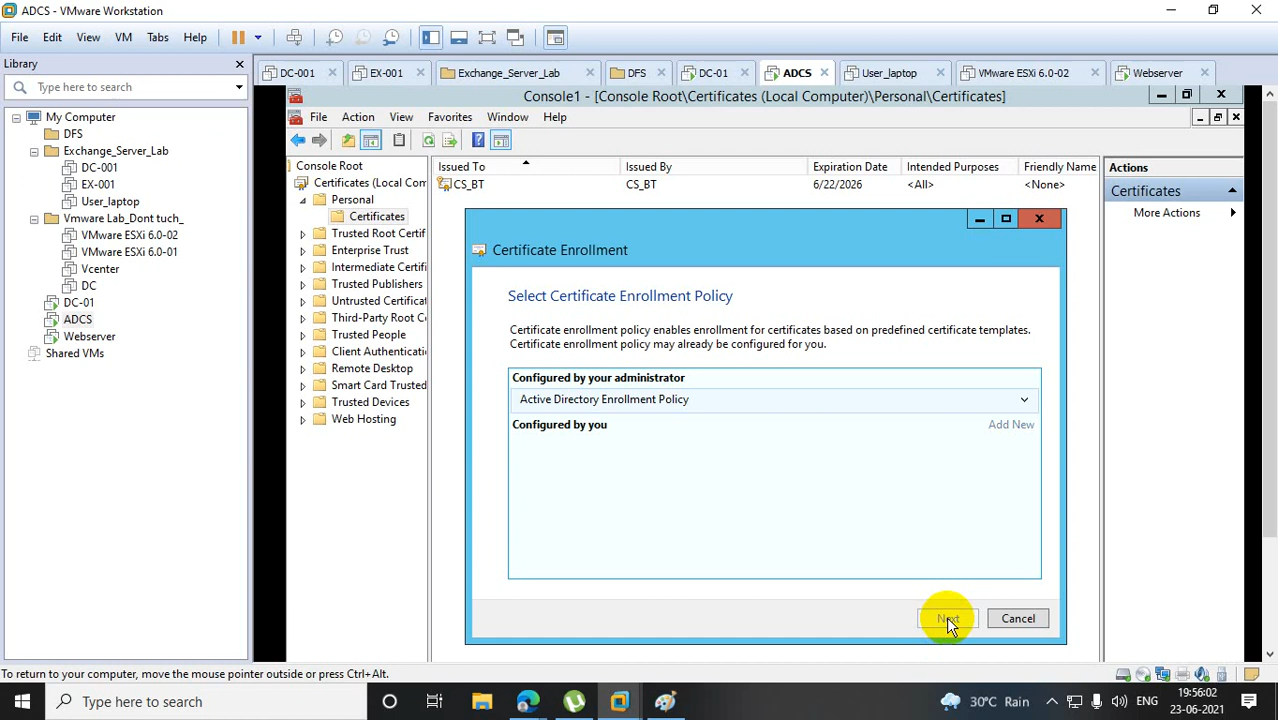 ADCS - VMware Workstation
File Edit View VM Tabs Help
Library
Type here to search
My Computer
DFS
Exchange_Server_Lab
DC-001
EX-001
User_laptop
Vmware Lab_Dont tuch_
VMware ESXi 6.0-02
VMware ESXi 6.0-01
Vcenter
DC
DC-01
ADCS
Webserver
Shared VMs
DC-001 EX-001 Exchange_Server_Lab DFS DC-01 ADCS User_laptop VMware ESXi 6.0-02 Webserver
Console1 - [Console Root\Certificates (Local Computer)\Personal\Certificates]
File Action View Favorites Window Help
Console Root
Certificates (Local Com
Personal
Certificates
Trusted Root Certif
Enterprise Trust
Intermediate Certifi
Trusted Publishers
Untrusted Certificat
Third-Party Root Ce
Trusted People
Client Authenticati
Remote Desktop
Smart Card Trusted
Trusted Devices
Web Hosting
Issued To Issued By Expiration Date Intended Purposes Friendly Name
CS_BT CS_BT 6/22/2026 <All> <None>
Actions
Certificates
More Actions
Certificate Enrollment
Select Certificate Enrollment Policy
Certificate enrollment policy enables enrollment for certificates based on predefined certificate templates.
Certificate enrollment policy may already be configured for you.
Configured by your administrator
Active Directory Enrollment Policy
Configured by you Add New
Next Cancel
To return to your computer, move the mouse pointer outside or press Ctrl+Alt.
Type here to search
30°C Rain
ENG
19:56:02
23-06-2021